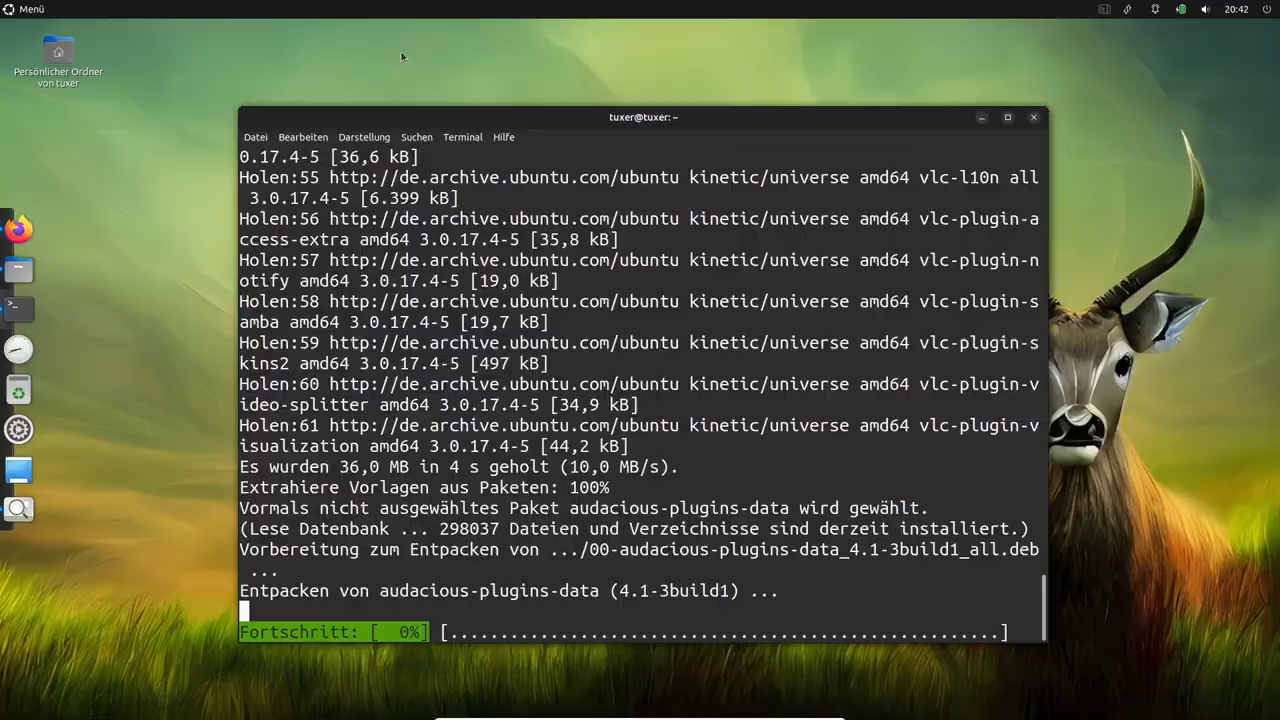 Menü
20:42
Persönlicher Ordner
von tuxer
tuxer@tuxer: ~
Datei Bearbeiten Darstellung Suchen Terminal Hilfe
0.17.4-5 [36,6 kB]
Holen:55 http://de.archive.ubuntu.com/ubuntu kinetic/universe amd64 vlc-l10n all
3.0.17.4-5 [6.399 kB]
Holen:56 http://de.archive.ubuntu.com/ubuntu kinetic/universe amd64 vlc-plugin-a
ccess-extra amd64 3.0.17.4-5 [35,8 kB]
Holen:57 http://de.archive.ubuntu.com/ubuntu kinetic/universe amd64 vlc-plugin-n
otify amd64 3.0.17.4-5 [19,0 kB]
Holen:58 http://de.archive.ubuntu.com/ubuntu kinetic/universe amd64 vlc-plugin-s
amba amd64 3.0.17.4-5 [19,7 kB]
Holen:59 http://de.archive.ubuntu.com/ubuntu kinetic/universe amd64 vlc-plugin-s
kins2 amd64 3.0.17.4-5 [497 kB]
Holen:60 http://de.archive.ubuntu.com/ubuntu kinetic/universe amd64 vlc-plugin-v
ideo-splitter amd64 3.0.17.4-5 [34,9 kB]
Holen:61 http://de.archive.ubuntu.com/ubuntu kinetic/universe amd64 vlc-plugin-v
isualization amd64 3.0.17.4-5 [44,2 kB]
Es wurden 36,0 MB in 4 s geholt (10,0 MB/s).
Extrahiere Vorlagen aus Paketen: 100%
Vormals nicht ausgewähltes Paket audacious-plugins-data wird gewählt.
(Lese Datenbank ... 298037 Dateien und Verzeichnisse sind derzeit installiert.)
Vorbereitung zum Entpacken von .../00-audacious-plugins-data_4.1-3build1_all.deb
...
Entpacken von audacious-plugins-data (4.1-3build1) ...
Fortschritt: [  0%] [.......................................................]